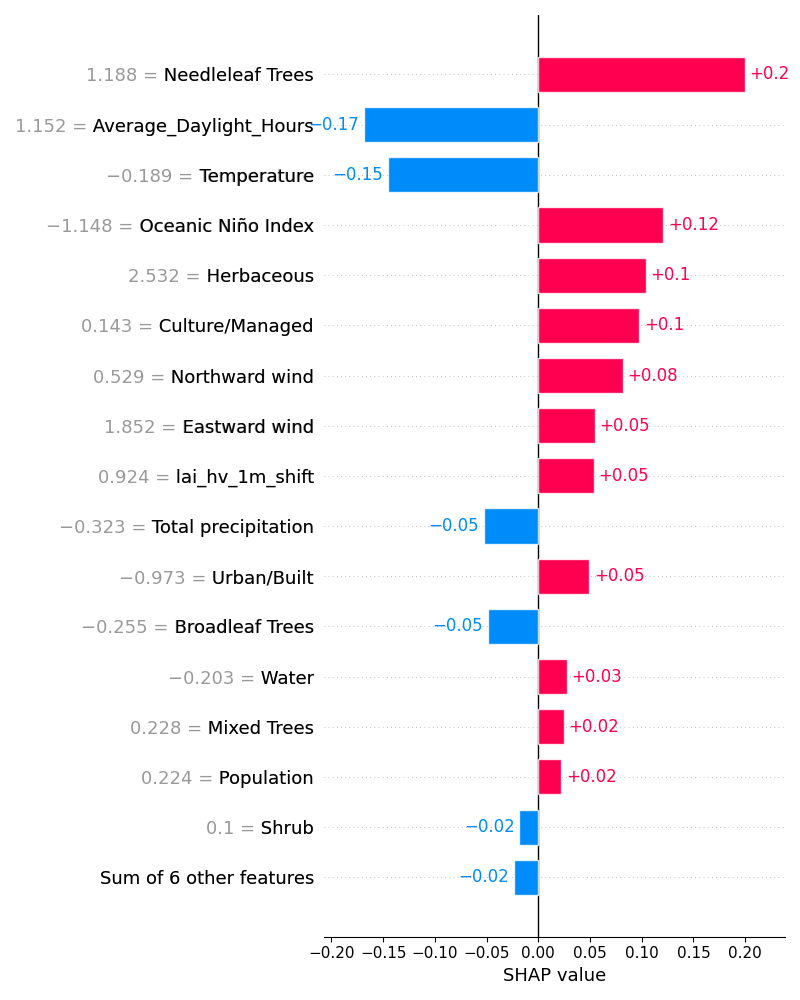 1.188 = Needleleaf Trees +0.2
1.152 = Average_Daylight_Hours −0.17
−0.189 = Temperature −0.15
−1.148 = Oceanic Niño Index +0.12
2.532 = Herbaceous +0.1
0.143 = Culture/Managed +0.1
0.529 = Northward wind +0.08
1.852 = Eastward wind +0.05
0.924 = lai_hv_1m_shift +0.05
−0.323 = Total precipitation −0.05
−0.973 = Urban/Built +0.05
−0.255 = Broadleaf Trees −0.05
−0.203 = Water +0.03
0.228 = Mixed Trees +0.02
0.224 = Population +0.02
0.1 = Shrub −0.02
Sum of 6 other features −0.02
−0.20 −0.15 −0.10 −0.05 0.00 0.05 0.10 0.15 0.20
SHAP value